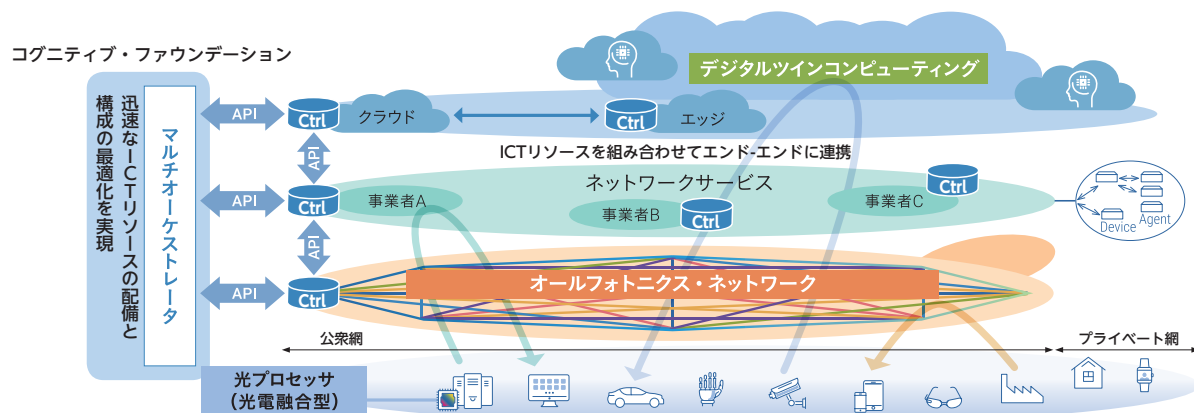 コグニティブ・ファウンデーション
迅速なICTリソースの配備と
構成の最適化を実現
マルチオーケストレータ
デジタルツインコンピューティング
API
Ctrl
クラウド
Ctrl
エッジ
API
ICTリソースを組み合わせてエンド-エンドに連携
ネットワークサービス
API
Ctrl
事業者A
事業者B
Ctrl
事業者C
Ctrl
Device
Agent
API
オールフォトニクス・ネットワーク
API
Ctrl
公衆網
プライベート網
光プロセッサ
(光電融合型)